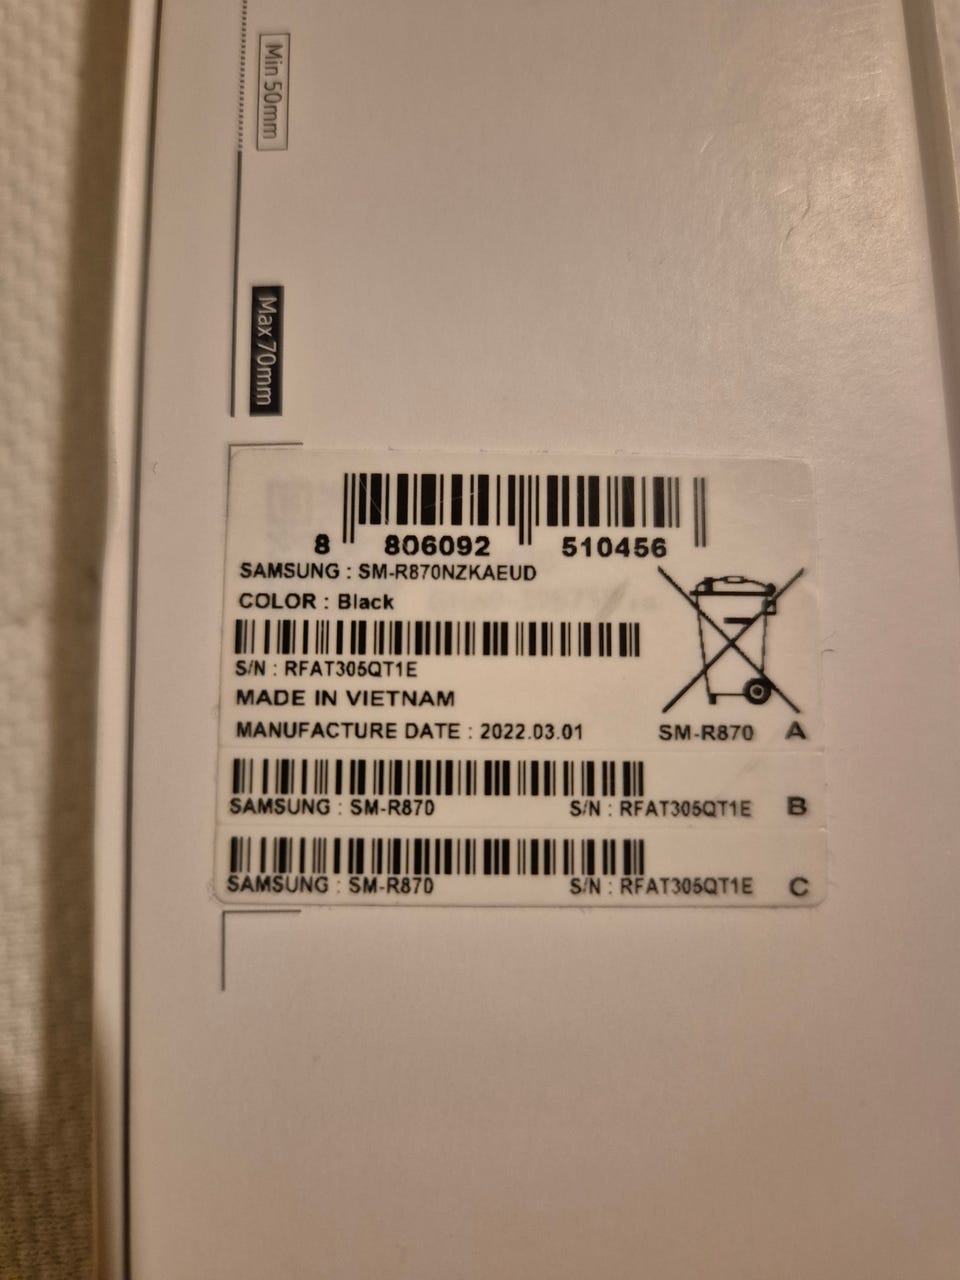 Min 50mm
Max 70mm
8 806092 510456
SAMSUNG : SM-R870NZKAEUD
COLOR : Black
S/N : RFAT305QT1E
MADE IN VIETNAM
MANUFACTURE DATE : 2022.03.01
SM-R870 A
SAMSUNG : SM-R870 S/N : RFAT305QT1E B
SAMSUNG : SM-R870 S/N : RFAT305QT1E C